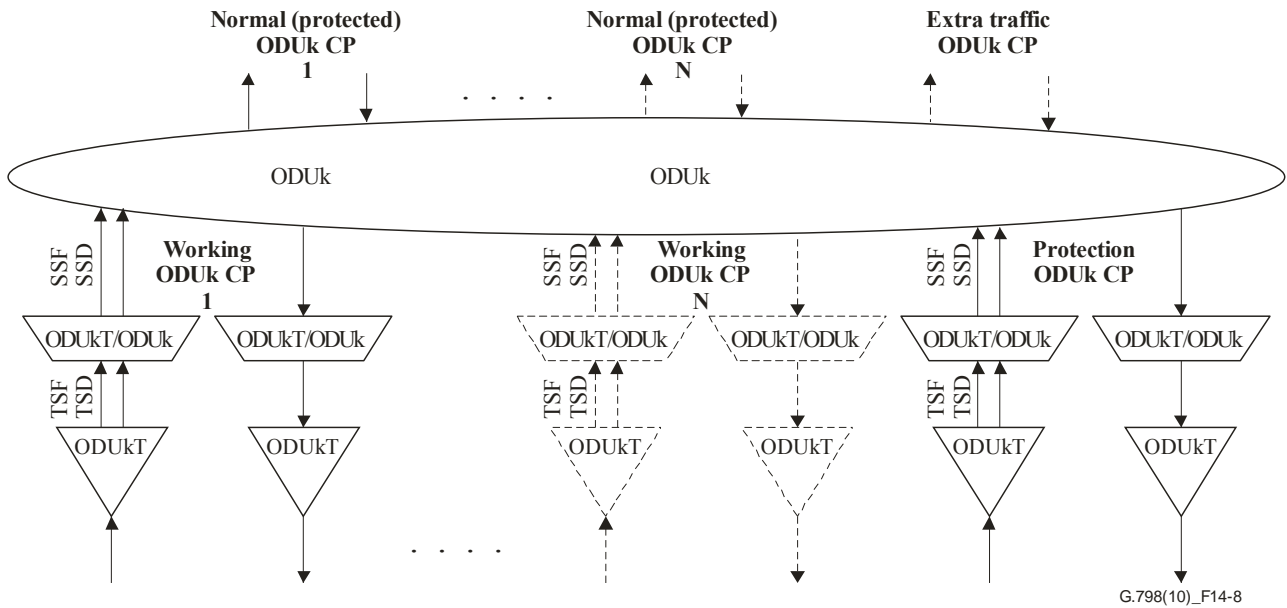 Normal (protected)
ODUk CP
1
Normal (protected)
ODUk CP
N
Extra traffic
ODUk CP
. . . .
ODUk
ODUk
SSF
SSD
Working
ODUk CP
1
SSF
SSD
Working
ODUk CP
N
SSF
SSD
Protection
ODUk CP
ODUkT/ODUk
ODUkT/ODUk
ODUkT/ODUk
ODUkT/ODUk
ODUkT/ODUk
ODUkT/ODUk
TSF
TSD
TSF
TSD
TSF
TSD
ODUkT
ODUkT
ODUkT
ODUkT
ODUkT
ODUkT
. . . .
G.798(10)_F14-8